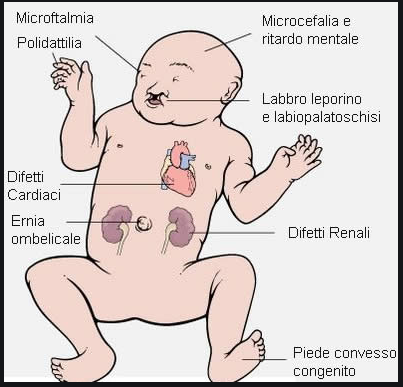 Microftalmia
Polidattilia
Microcefalia e
ritardo mentale
Labbro leporino
e labiopalatoschisi
Difetti
Cardiaci
Ernia
ombelicale
Difetti Renali
Piede convesso
congenito